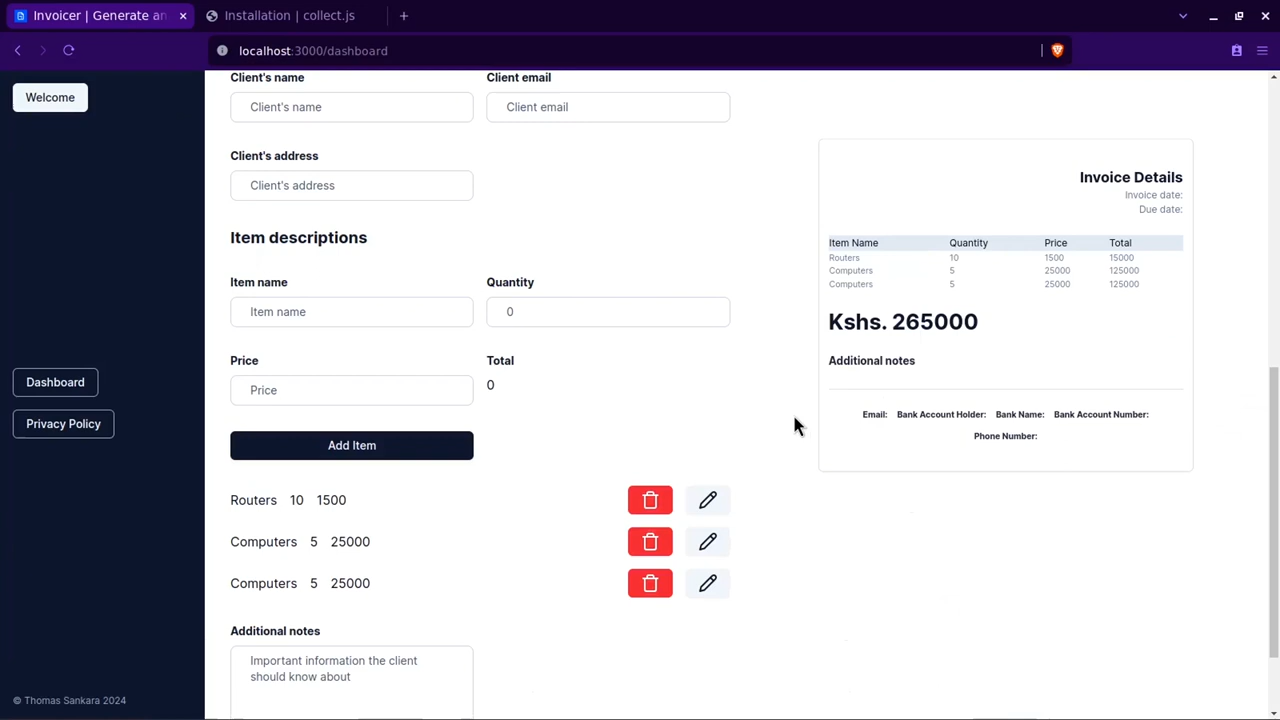 Invoicer | Generate an
Installation | collect.js
localhost:3000/dashboard
Welcome
Dashboard
Privacy Policy
© Thomas Sankara 2024
Client's name
Client email
Client's name
Client email
Client's address
Client's address
Item descriptions
Item name
Quantity
Item name
0
Price
Total
Price
0
Add Item
Routers 10 1500
Computers 5 25000
Computers 5 25000
Additional notes
Important information the client
should know about
Invoice Details
Invoice date:
Due date:
Item Name Quantity Price Total
Routers 10 1500 15000
Computers 5 25000 125000
Computers 5 25000 125000
Kshs. 265000
Additional notes
Email: Bank Account Holder: Bank Name: Bank Account Number:
Phone Number: